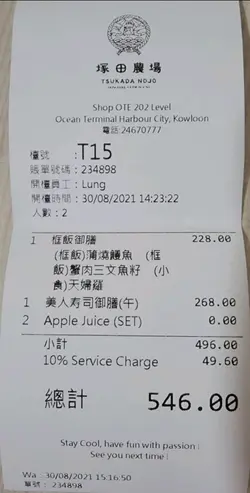 塚田農場
TSUKADA NOJO
Shop OTE 202 Level
Ocean Terminal Harbour City, Kowloon
電話:24670777
檯號 :T15
賬單號碼 : 234898
開檯員工 : Lung
開檯時間 : 30/08/2021 14:23:22
人數 : 2
1 框飯御膳 228.00
(框飯)蒲燒鰻魚 (框
飯)蟹肉三文魚籽 (小
食)天婦羅
1 美人寿司御膳(午) 268.00
2 Apple Juice (SET) 0.00
小計 496.00
10% Service Charge 49.60
總計 546.00
Stay Cool, have fun with passion !
See you next time !
Wa 30/08/2021 15:16:50
單號: 234898